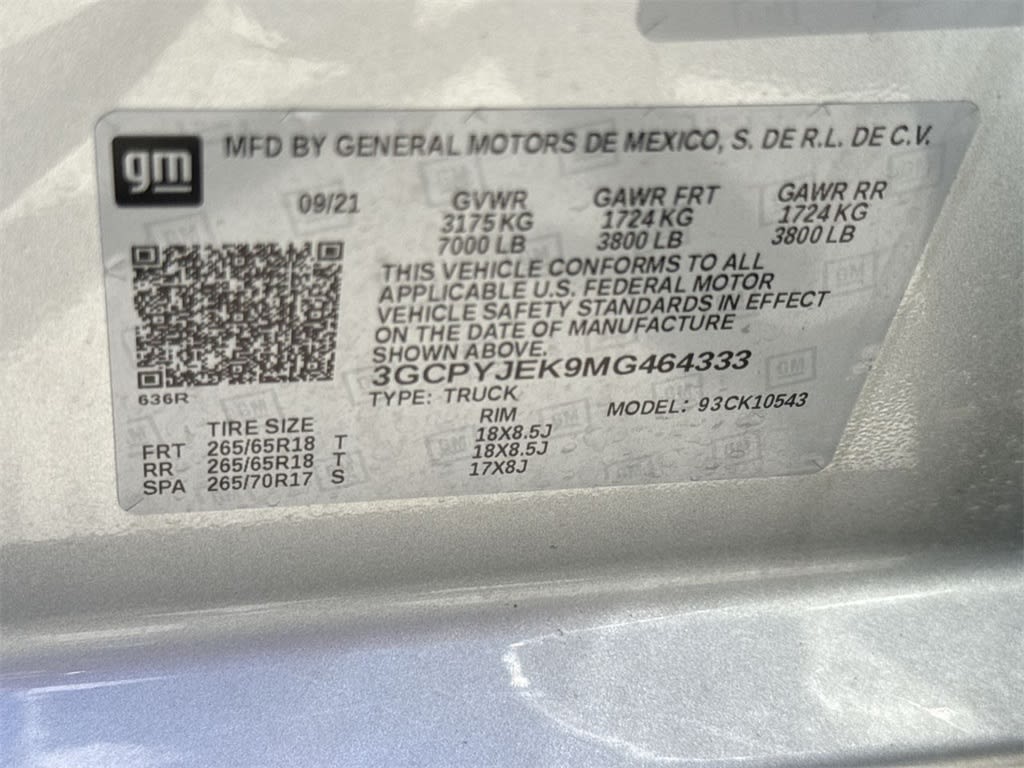 gm
MFD BY GENERAL MOTORS DE MEXICO, S. DE R.L. DE C.V.
09/21 GVWR GAWR FRT GAWR RR
3175 KG 1724 KG 1724 KG
7000 LB 3800 LB 3800 LB
THIS VEHICLE CONFORMS TO ALL
APPLICABLE U.S. FEDERAL MOTOR
VEHICLE SAFETY STANDARDS IN EFFECT
ON THE DATE OF MANUFACTURE
SHOWN ABOVE.
3GCPYJEK9MG464333
636R
TYPE: TRUCK MODEL: 93CK10543
TIRE SIZE RIM
FRT 265/65R18 T 18X8.5J
RR 265/65R18 T 18X8.5J
SPA 265/70R17 S 17X8J